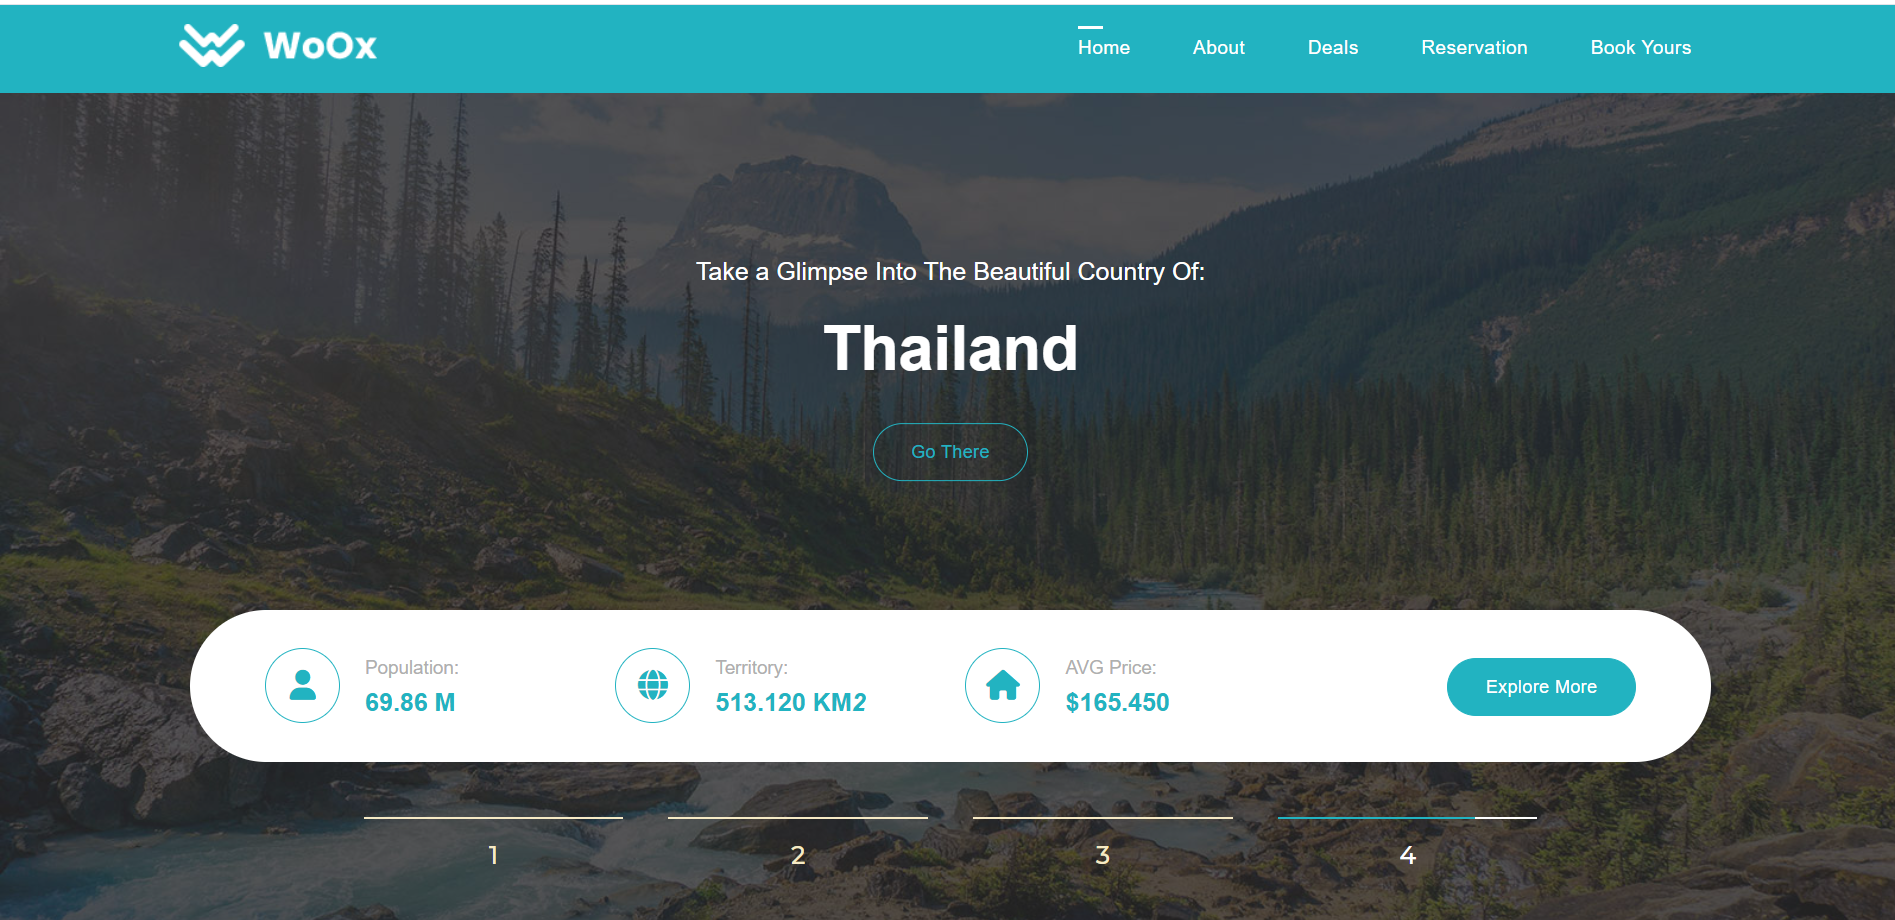 WoOx
Home About Deals Reservation Book Yours
Take a Glimpse Into The Beautiful Country Of:
Thailand
Go There
Population:
69.86 M
Territory:
513.120 KM2
AVG Price:
$165.450
Explore More
1 2 3 4